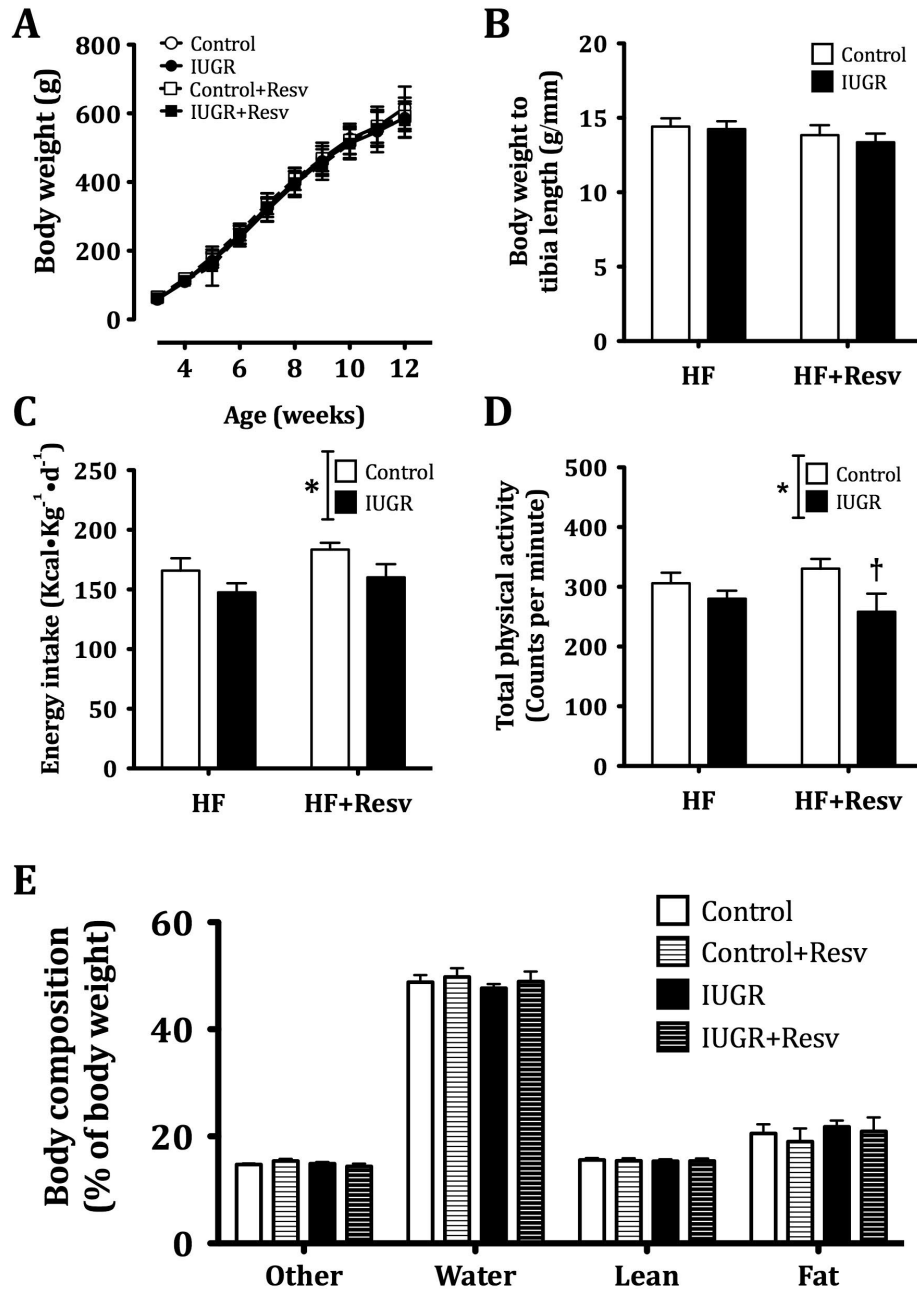 A
800
600
400
200
0
Body weight (g)
Control
IUGR
Control+Resv
IUGR+Resv
4 6 8 10 12
Age (weeks)
B
20
15
10
5
0
Body weight to
tibia length (g/mm)
Control
IUGR
HF HF+Resv
C
250
200
150
100
50
0
Energy intake (Kcal•Kg⁻¹•d⁻¹)
* Control
IUGR
HF HF+Resv
D
500
400
300
200
100
0
Total physical activity
(Counts per minute)
* Control
IUGR
†
HF HF+Resv
E
60
40
20
0
Body composition
(% of body weight)
Control
Control+Resv
IUGR
IUGR+Resv
Other Water Lean Fat